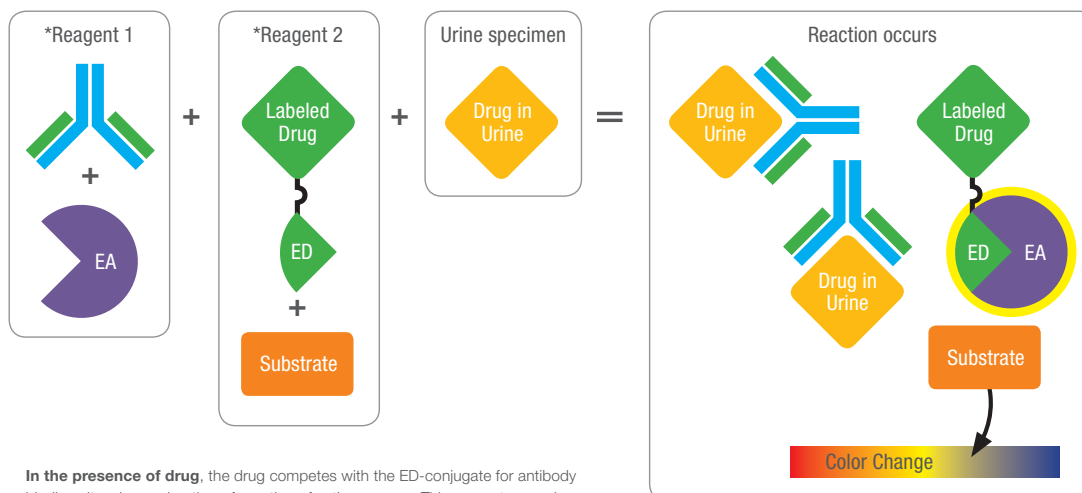 *Reagent 1
*Reagent 2
Urine specimen
Reaction occurs
+
EA
+
Labeled
Drug
ED
+
Substrate
+
Drug in
Urine
=
Drug in
Urine
Labeled
Drug
Drug in
Urine
ED
EA
Substrate
Color Change
In the presence of drug, the drug competes with the ED-conjugate for antibody